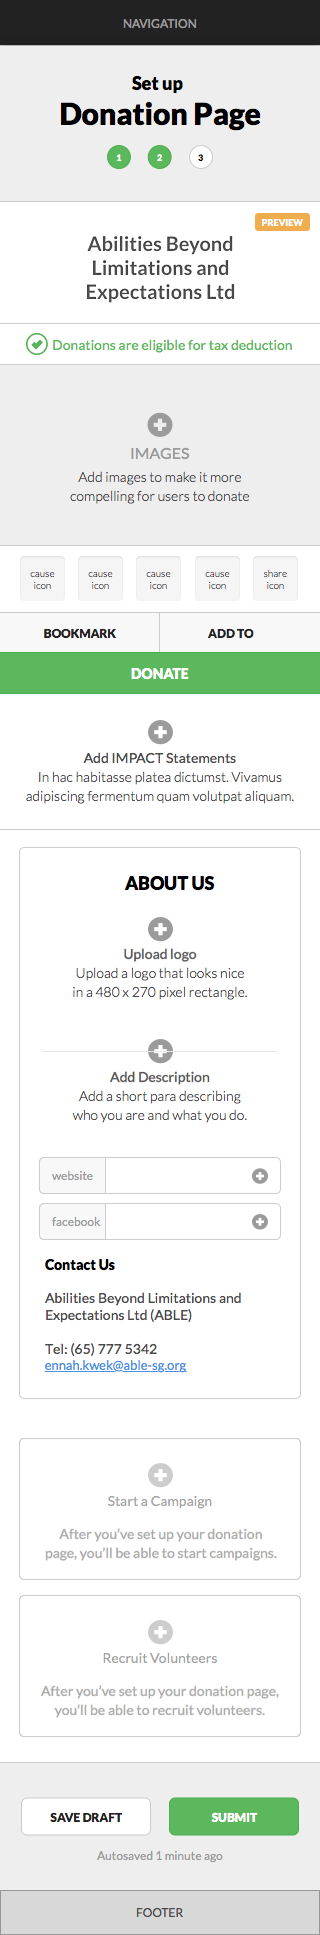 NAVIGATION
Set up
Donation Page
1 2 3
PREVIEW
Abilities Beyond
Limitations and
Expectations Ltd
Donations are eligible for tax deduction
IMAGES
Add images to make it more
compelling for users to donate
cause icon
cause icon
cause icon
cause icon
share icon
BOOKMARK
ADD TO
DONATE
Add IMPACT Statements
In hac habitasse platea dictumst. Vivamus
adipiscing fermentum quam volutpat aliquam.
ABOUT US
Upload logo
Upload a logo that looks nice
in a 480 x 270 pixel rectangle.
Add Description
Add a short para describing
who you are and what you do.
website
facebook
Contact Us
Abilities Beyond Limitations and
Expectations Ltd (ABLE)
Tel: (65) 777 5342
ennah.kwek@able-sg.org
Start a Campaign
After you've set up your donation
page, you'll be able to start campaigns.
Recruit Volunteers
After you've set up your donation page,
you'll be able to recruit volunteers.
SAVE DRAFT
SUBMIT
Autosaved 1 minute ago
FOOTER